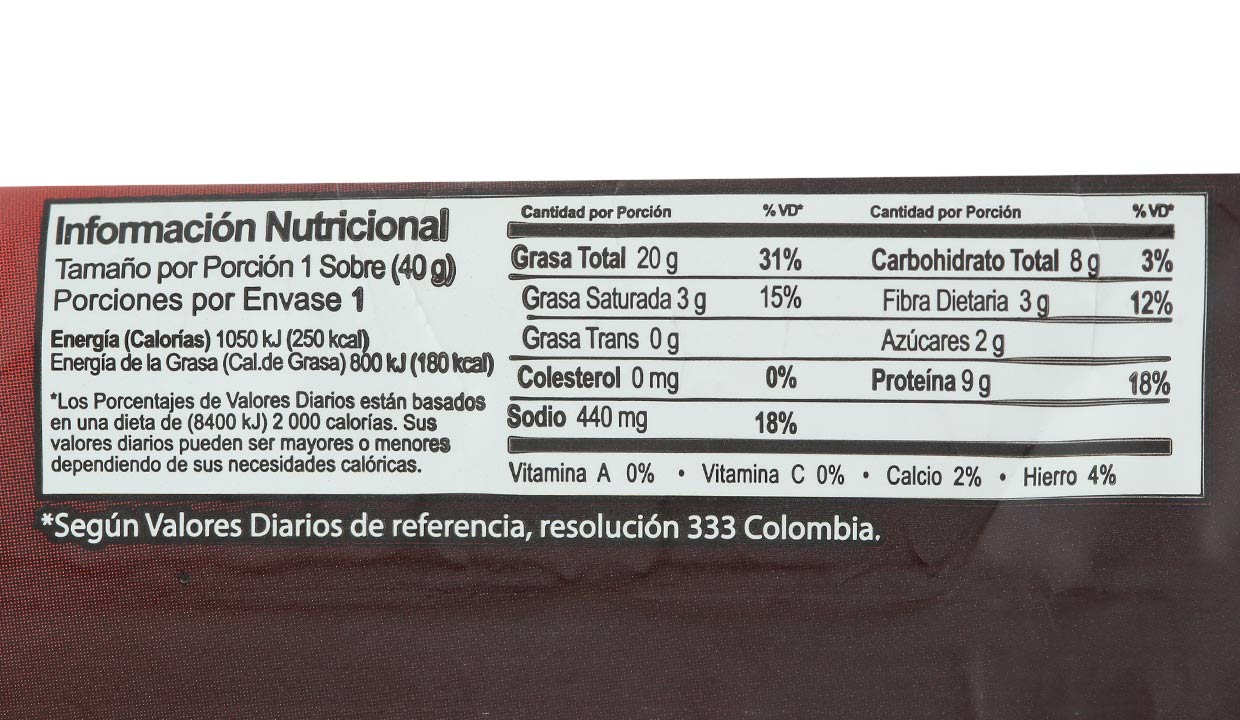 Información Nutricional
Tamaño por Porción 1 Sobre (40 g)
Porciones por Envase 1
Energía (Calorías) 1050 kJ (250 kcal)
Energía de la Grasa (Cal.de Grasa) 800 kJ (180 kcal)
*Los Porcentajes de Valores Diarios están basados
en una dieta de (8400 kJ) 2 000 calorías. Sus
valores diarios pueden ser mayores o menores
dependiendo de sus necesidades calóricas.
Cantidad por Porción % VD* Cantidad por Porción % VD*
Grasa Total 20 g 31% Carbohidrato Total 8 g 3%
Grasa Saturada 3 g 15% Fibra Dietaria 3 g 12%
Grasa Trans 0 g Azúcares 2 g
Colesterol 0 mg 0% Proteína 9 g 18%
Sodio 440 mg 18%
Vitamina A 0% • Vitamina C 0% • Calcio 2% • Hierro 4%
*Según Valores Diarios de referencia, resolución 333 Colombia.